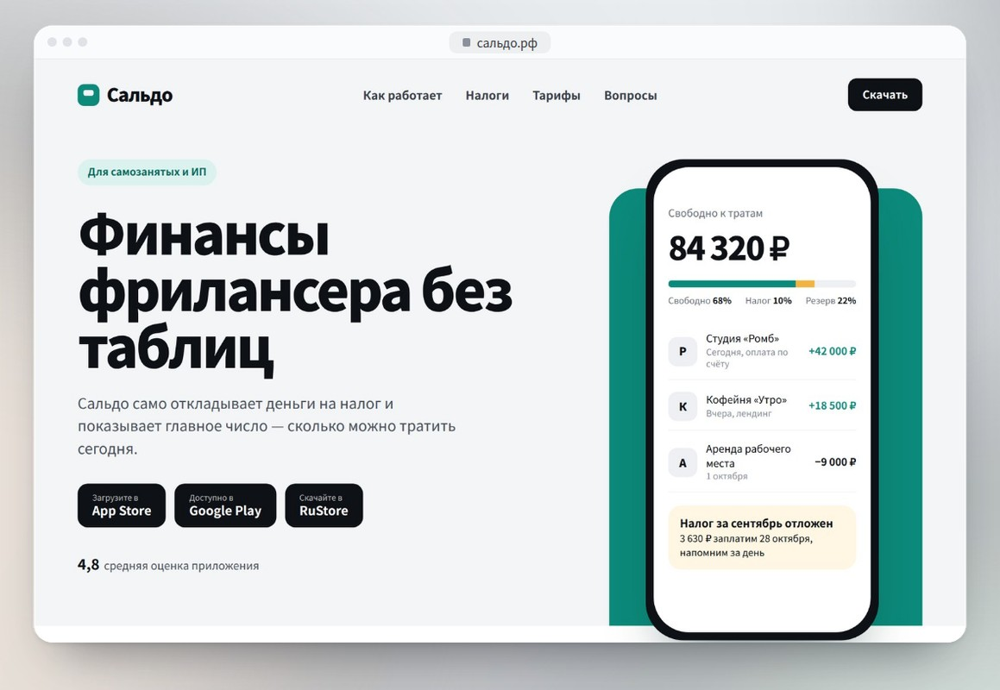 сальдо.рф
Сальдо
Как работает
Налоги
Тарифы
Вопросы
Скачать
Для самозанятых и ИП
Финансы
фрилансера без
таблиц
Сальдо само откладывает деньги на налог и
показывает главное число — сколько можно тратить
сегодня.
Загрузите в
App Store
Доступно в
Google Play
Скачайте в
RuStore
4,8 средняя оценка приложения
Свободно к тратам
84 320 ₽
Свободно 68%
Налог 10%
Резерв 22%
Р
Студия «Ромб»
Сегодня, оплата по
счёту
+42 000 ₽
К
Кофейня «Утро»
Вчера, лендинг
+18 500 ₽
А
Аренда рабочего
места
1 октября
−9 000 ₽
Налог за сентябрь отложен
3 630 ₽ заплатим 28 октября,
напомним за день